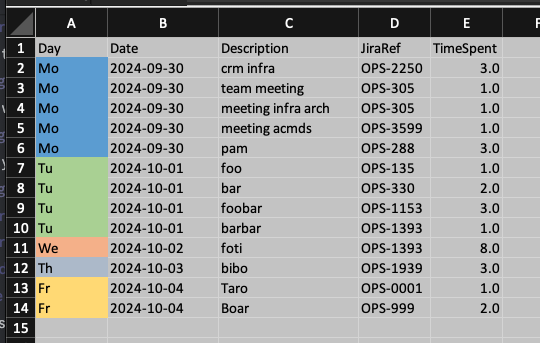 A B C D E F
1 Day Date Description JiraRef TimeSpent
2 Mo 2024-09-30 crm infra OPS-2250 3.0
3 Mo 2024-09-30 team meeting OPS-305 1.0
4 Mo 2024-09-30 meeting infra arch OPS-305 1.0
5 Mo 2024-09-30 meeting acmds OPS-3599 1.0
6 Mo 2024-09-30 pam OPS-288 3.0
7 Tu 2024-10-01 foo OPS-135 1.0
8 Tu 2024-10-01 bar OPS-330 2.0
9 Tu 2024-10-01 foobar OPS-1153 3.0
10 Tu 2024-10-01 barbar OPS-1393 1.0
11 We 2024-10-02 foti OPS-1393 8.0
12 Th 2024-10-03 bibo OPS-1939 3.0
13 Fr 2024-10-04 Taro OPS-0001 1.0
14 Fr 2024-10-04 Boar OPS-999 2.0
15